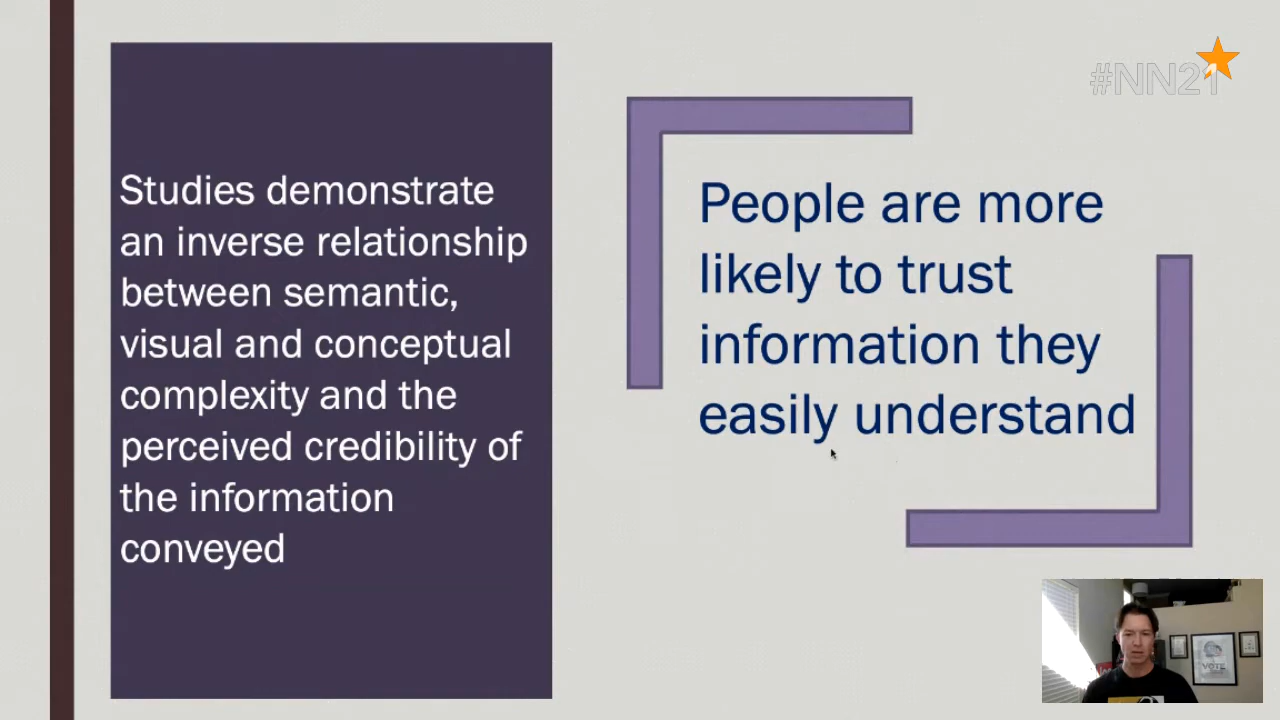 #NN21
Studies demonstrate
an inverse relationship
between semantic,
visual and conceptual
complexity and the
perceived credibility of
the information
conveyed
People are more
likely to trust
information they
easily understand
VOTE